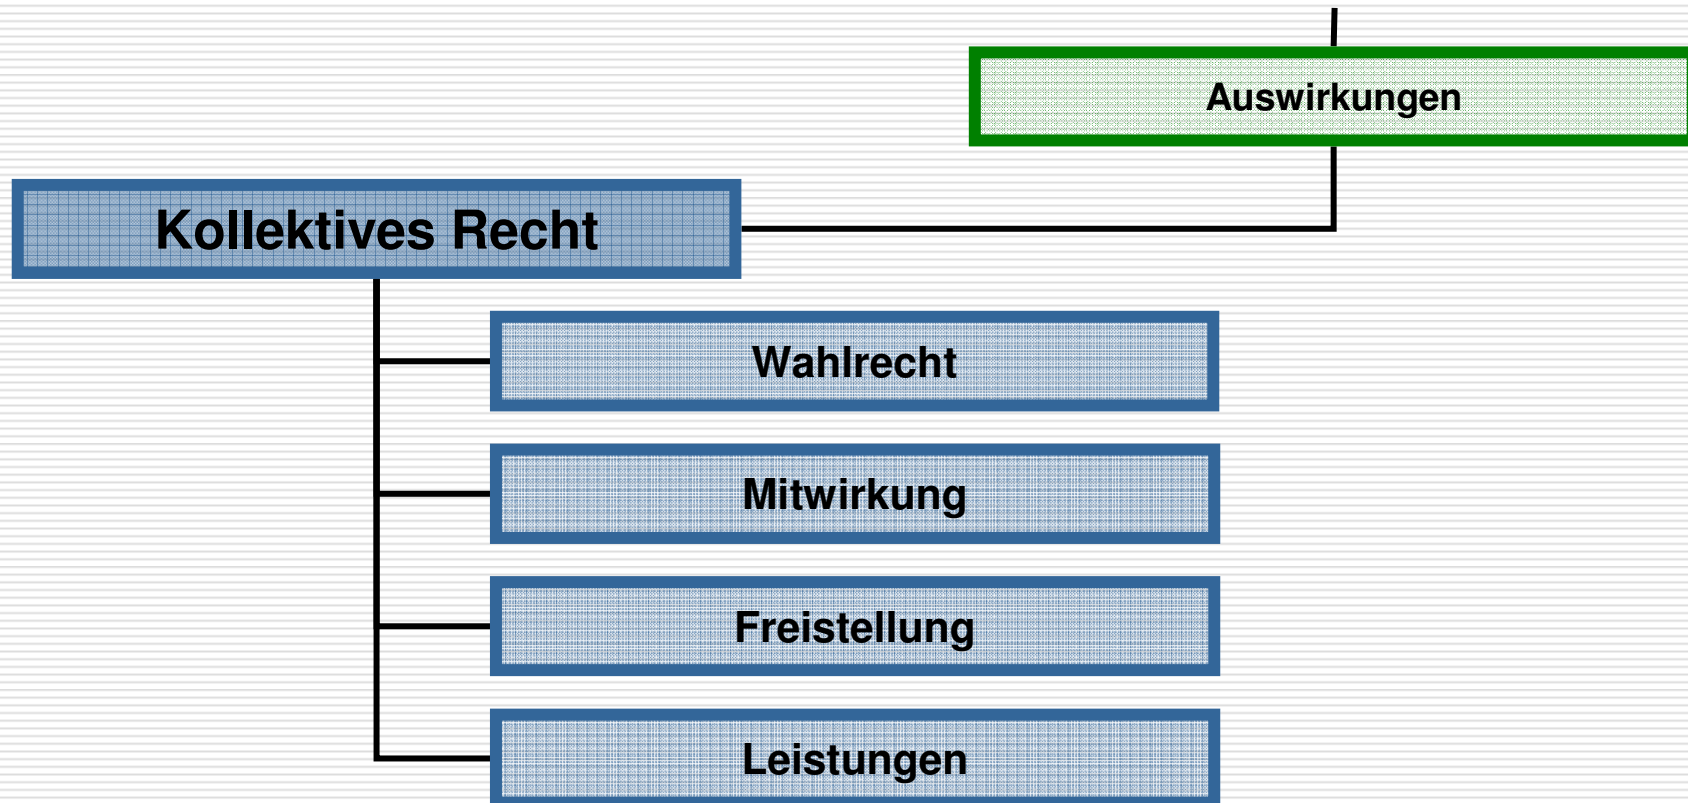 Auswirkungen
Kollektives Recht
Wahlrecht
Mitwirkung
Freistellung
Leistungen